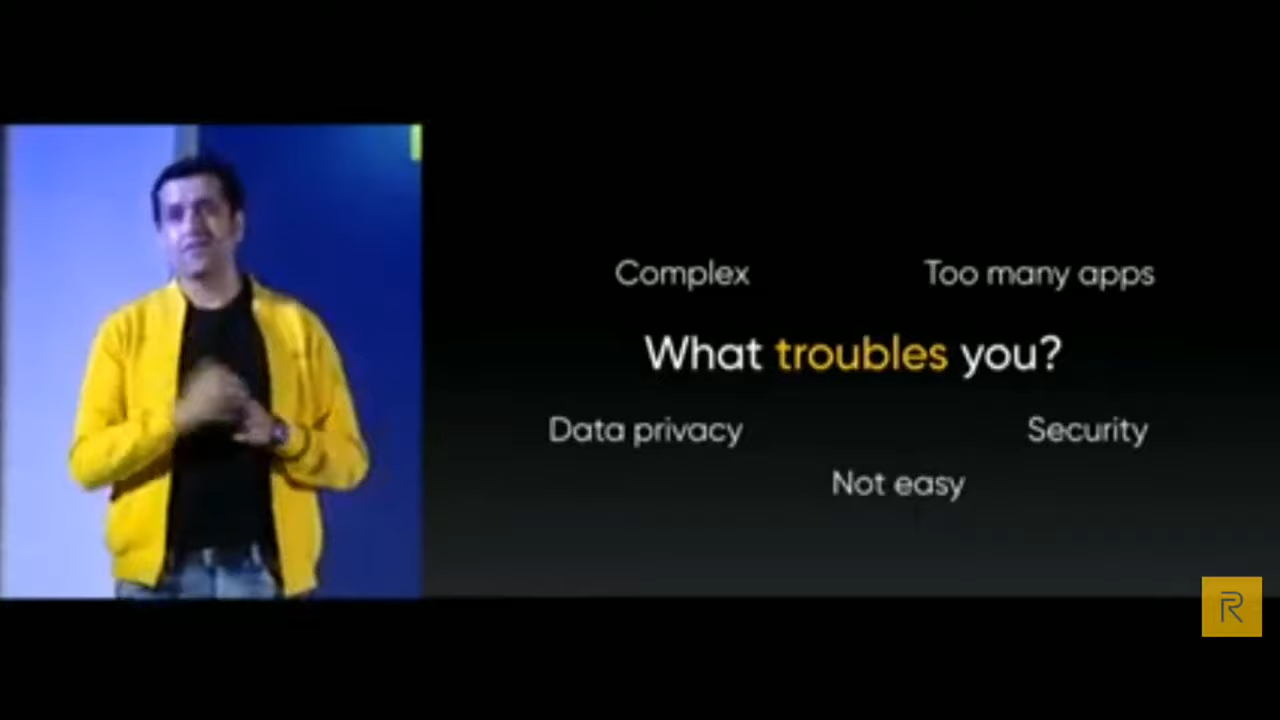 Complex
Too many apps
What troubles you?
Data privacy
Security
Not easy
R